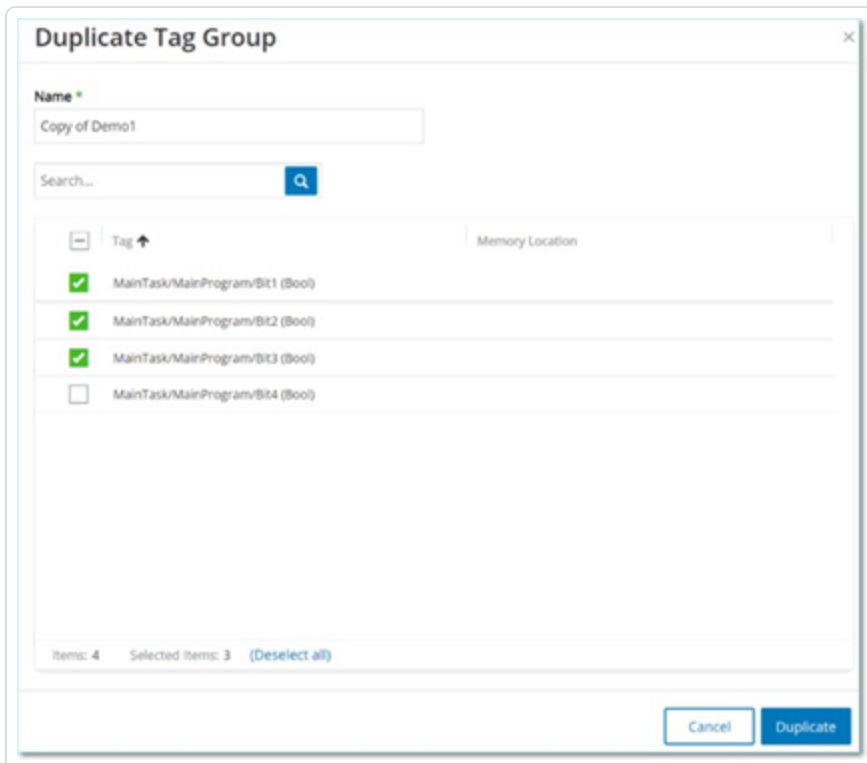 Duplicate Tag Group
Name *
Copy of Demo1
Search...
Tag Memory Location
MainTask/MainProgram/Bit1 (Bool)
MainTask/MainProgram/Bit2 (Bool)
MainTask/MainProgram/Bit3 (Bool)
MainTask/MainProgram/Bit4 (Bool)
Items: 4 Selected Items: 3 (Deselect all)
Cancel Duplicate